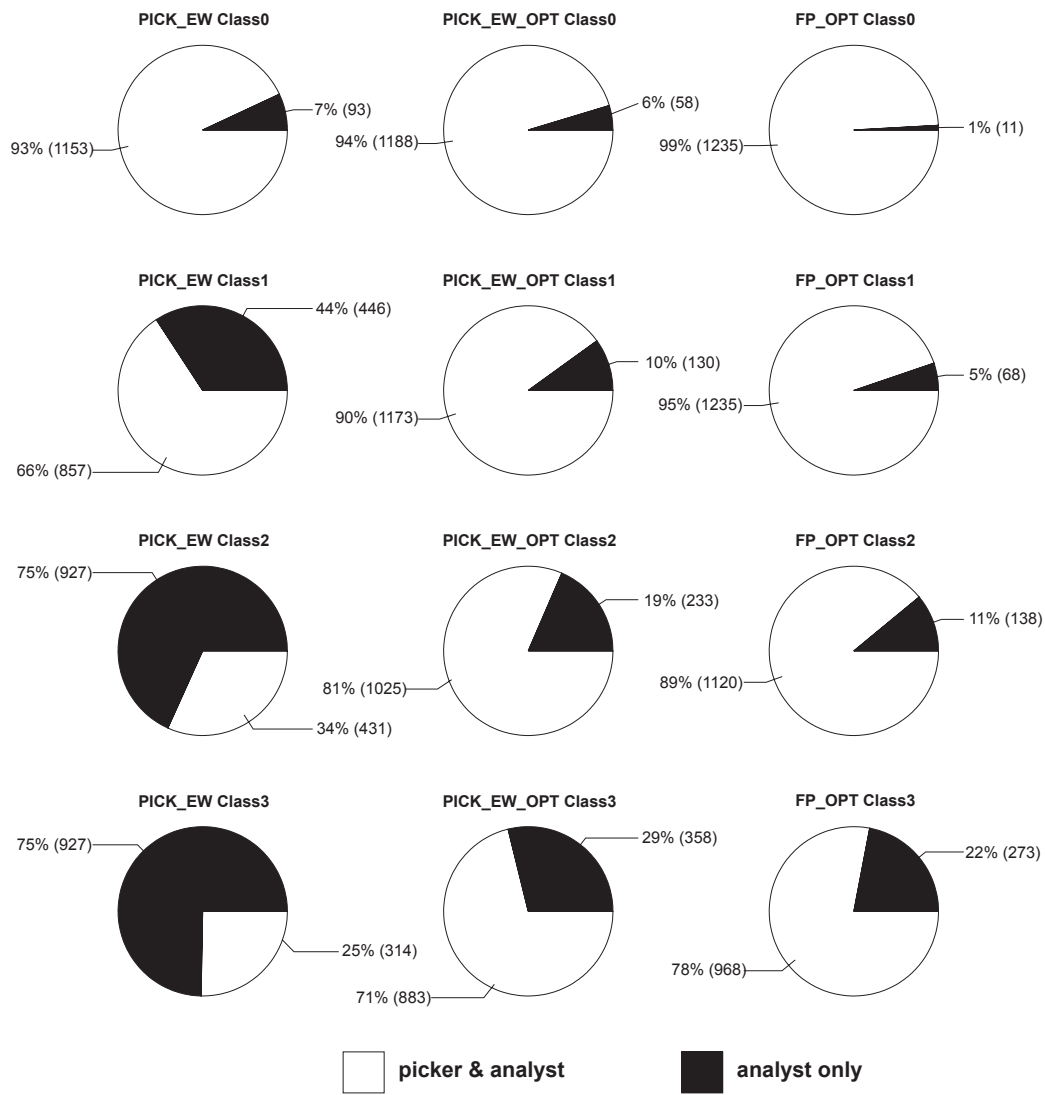 PICK_EW Class0
PICK_EW_OPT Class0
FP_OPT Class0
7% (93)
93% (1153)
6% (58)
94% (1188)
1% (11)
99% (1235)
PICK_EW Class1
PICK_EW_OPT Class1
FP_OPT Class1
44% (446)
66% (857)
10% (130)
90% (1173)
5% (68)
95% (1235)
PICK_EW Class2
PICK_EW_OPT Class2
FP_OPT Class2
75% (927)
34% (431)
19% (233)
81% (1025)
11% (138)
89% (1120)
PICK_EW Class3
PICK_EW_OPT Class3
FP_OPT Class3
75% (927)
25% (314)
29% (358)
71% (883)
22% (273)
78% (968)
picker & analyst
analyst only